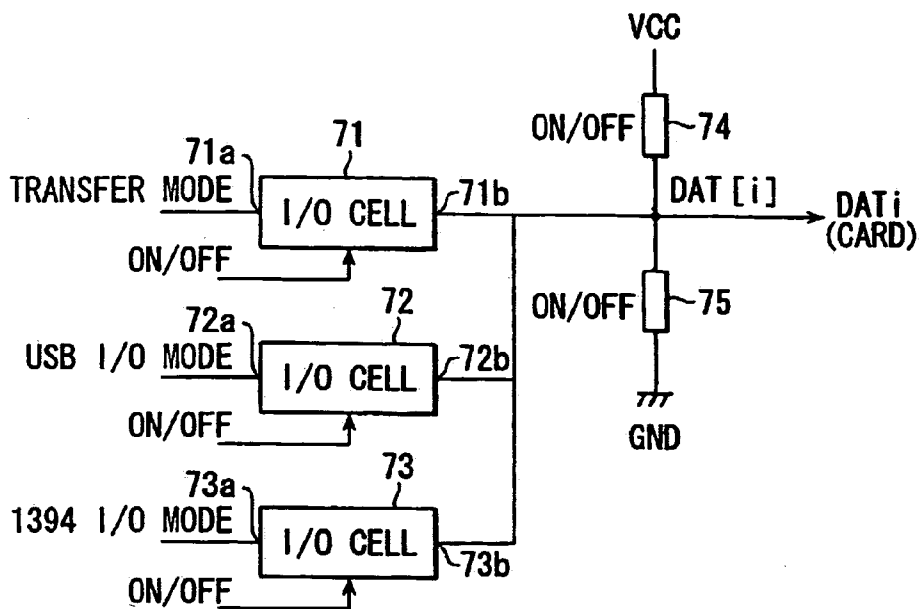 VCC
ON/OFF 74
71
71a
TRANSFER MODE
I/O CELL
71b
DAT [i]
DATi
(CARD)
ON/OFF
ON/OFF 75
72
72a
USB I/O MODE
I/O CELL
72b
ON/OFF
GND
73
73a
1394 I/O MODE
I/O CELL
73b
ON/OFF